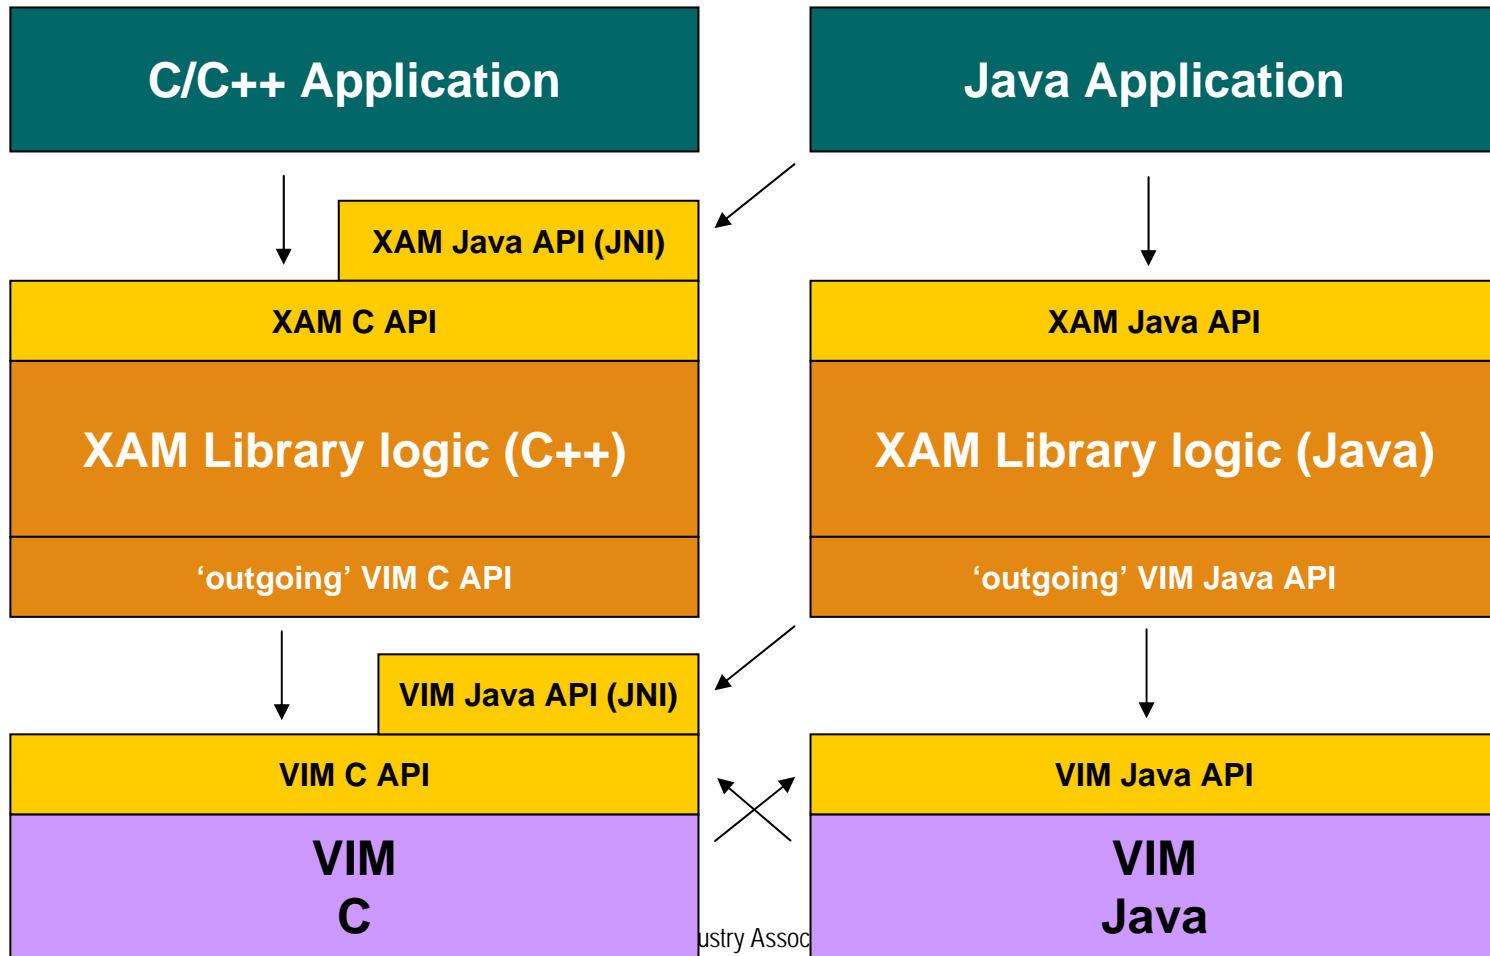 C/C++ Application
Java Application
XAM Java API (JNI)
XAM C API
XAM Java API
XAM Library logic (C++)
XAM Library logic (Java)
‘outgoing’ VIM C API
‘outgoing’ VIM Java API
VIM Java API (JNI)
VIM C API
VIM Java API
VIM
C
VIM
Java
ustry Assoc